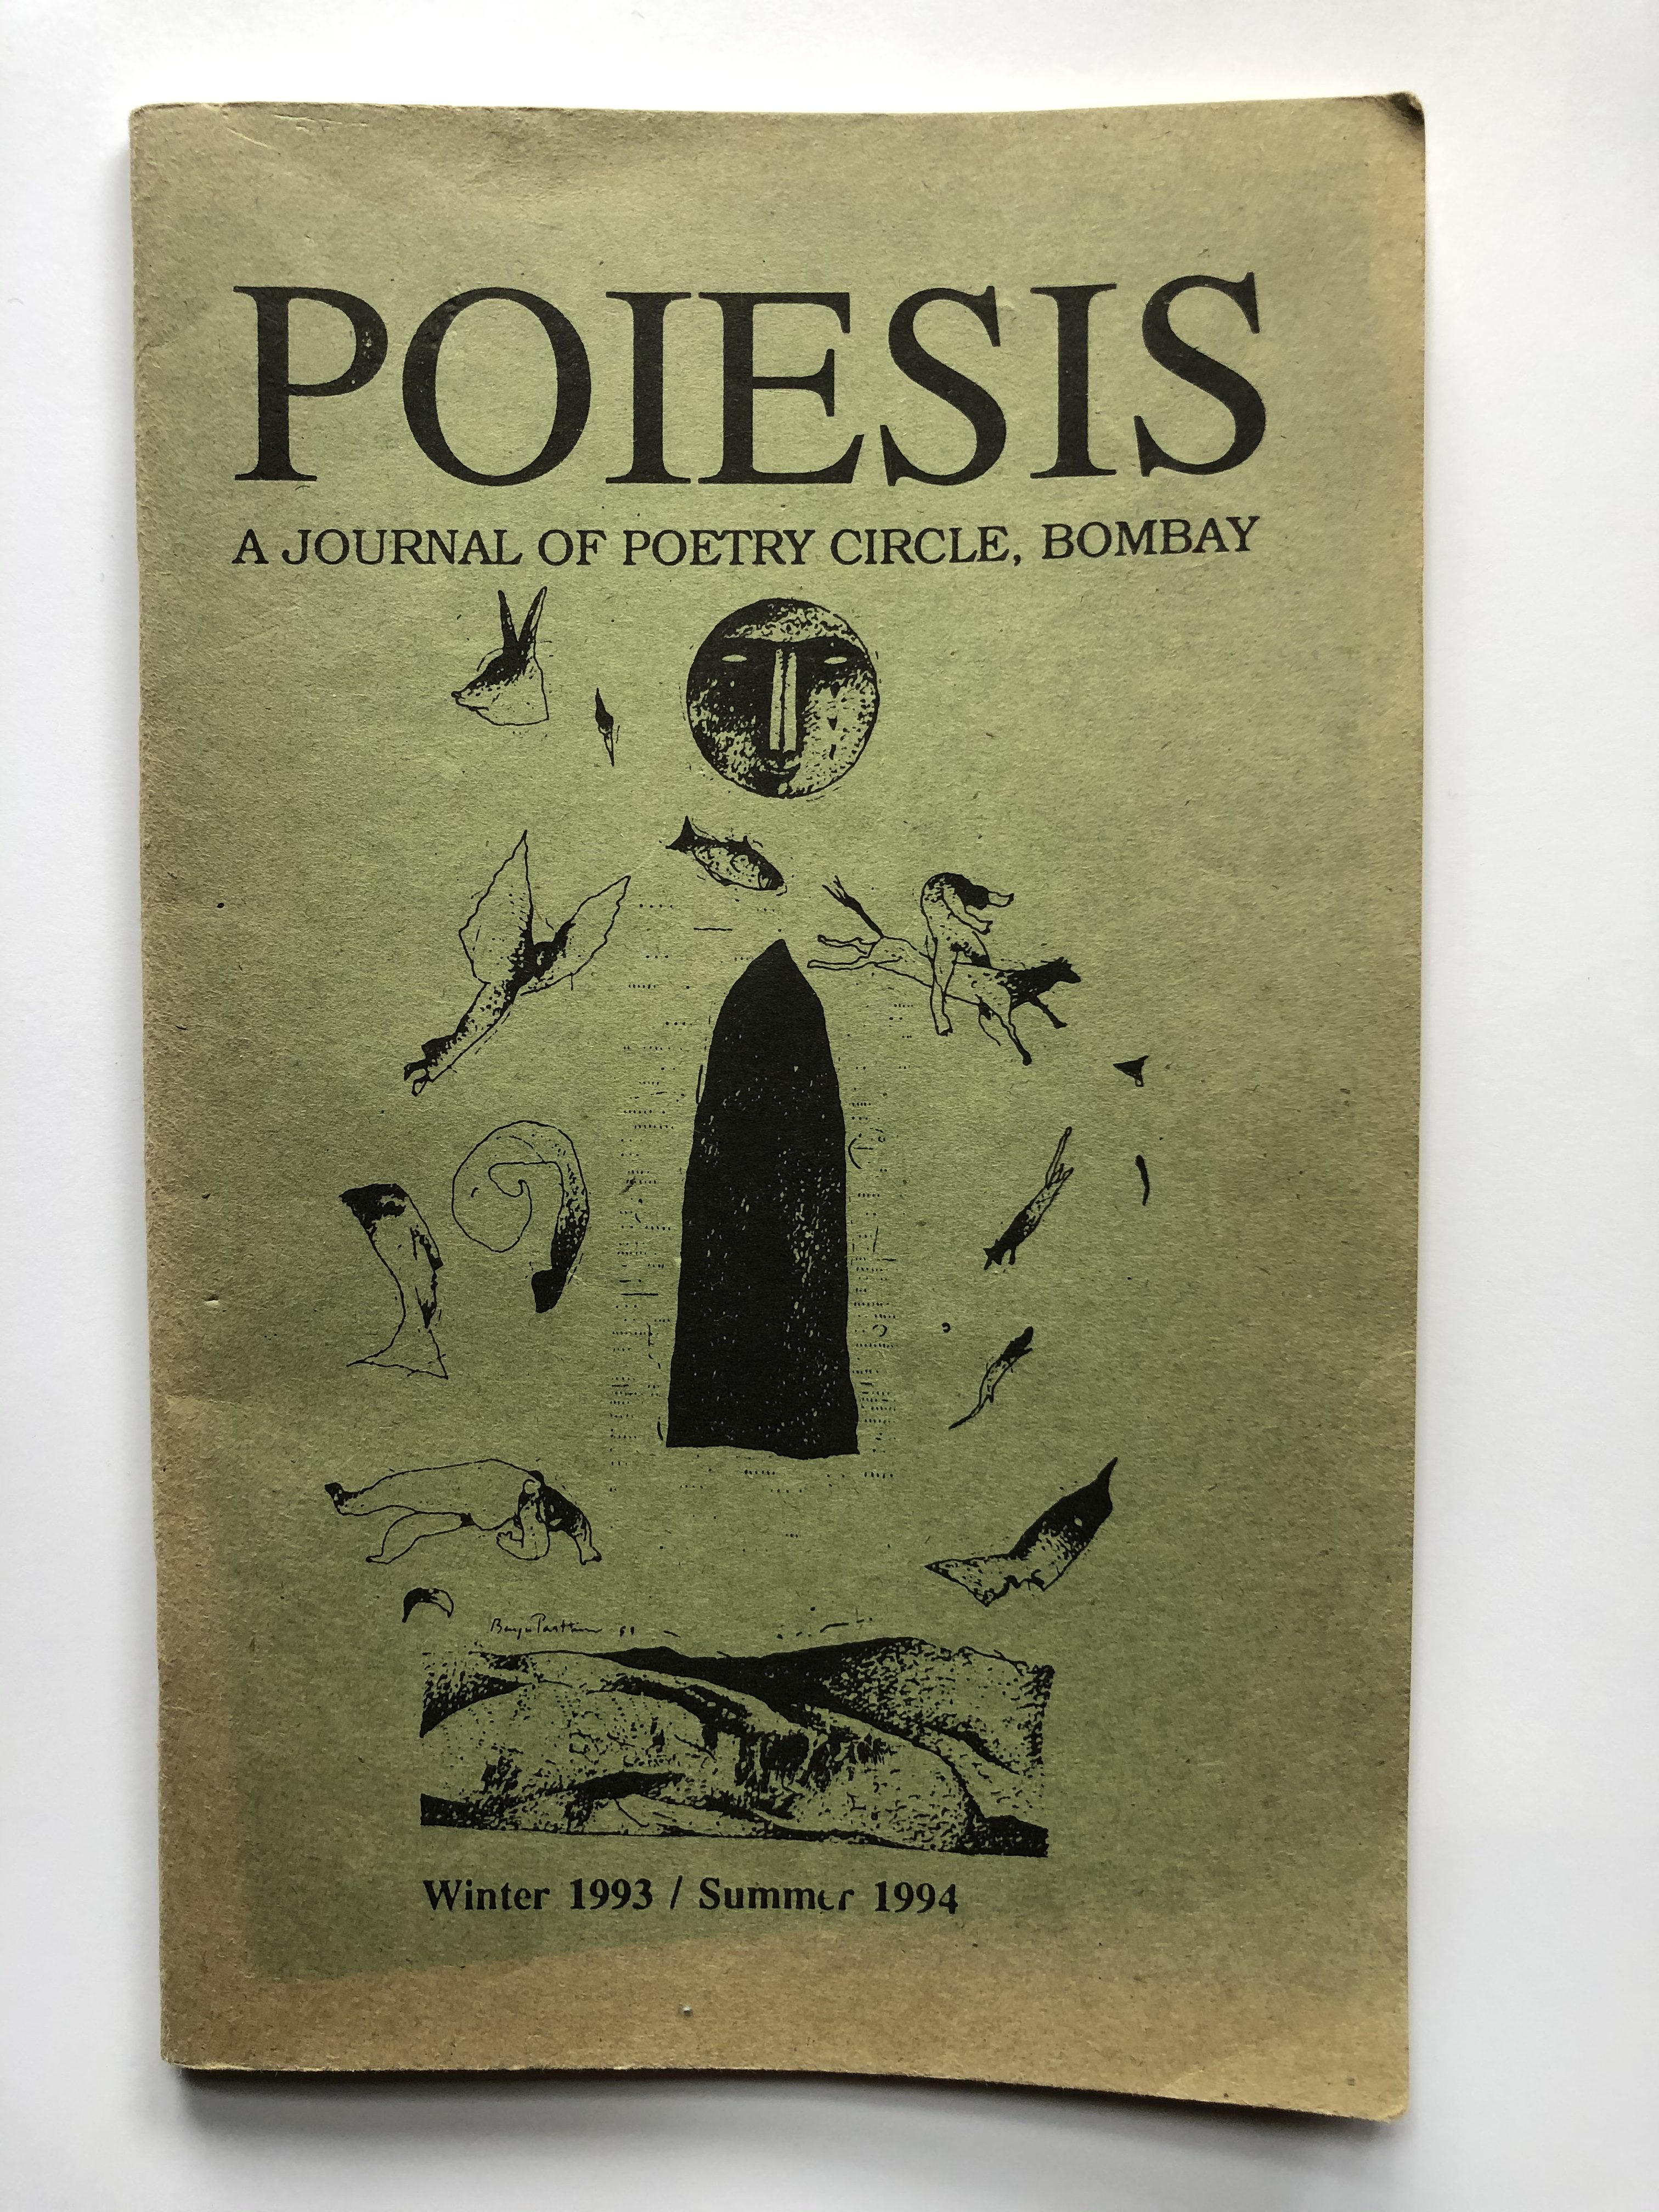 POIESIS
A JOURNAL OF POETRY CIRCLE, BOMBAY
Winter 1993 / Summer 1994